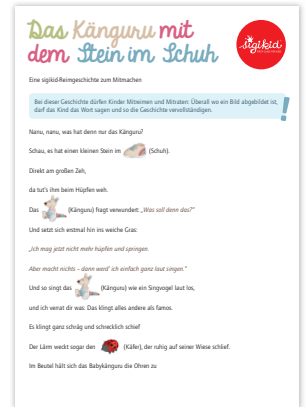 Das Känguru mit
dem Stein im Schuh
sigikid
Eine sigikid-Reimgeschichte zum Mitmachen
Bei dieser Geschichte dürfen Kinder Mitreimen und Mitraten: Überall wo ein Bild abgebildet ist,
darf das Kind das Wort sagen und so die Geschichte vervollständigen.
!
Nanu, nanu, was hat denn nur das Känguru?
Schau, es hat einen kleinen Stein im (Schuh).
Direkt am großen Zeh,
da tut's ihm beim Hüpfen weh.
Das (Känguru) fragt verwundert: „Was soll denn das?“
Und setzt sich erstmal hin ins weiche Gras:
„Ich mag jetzt nicht mehr hüpfen und springen.
Aber macht nichts – dann werd' ich einfach ganz laut singen.“
Und so singt das (Känguru) wie ein Singvogel laut los,
und ich verrat dir was: Das klingt alles andere als famos.
Es klingt ganz schräg und schrecklich schief
Der Lärm weckt sogar den (Käfer), der ruhig auf seiner Wiese schlief.
Im Beutel hält sich das Babykänguru die Ohren zu